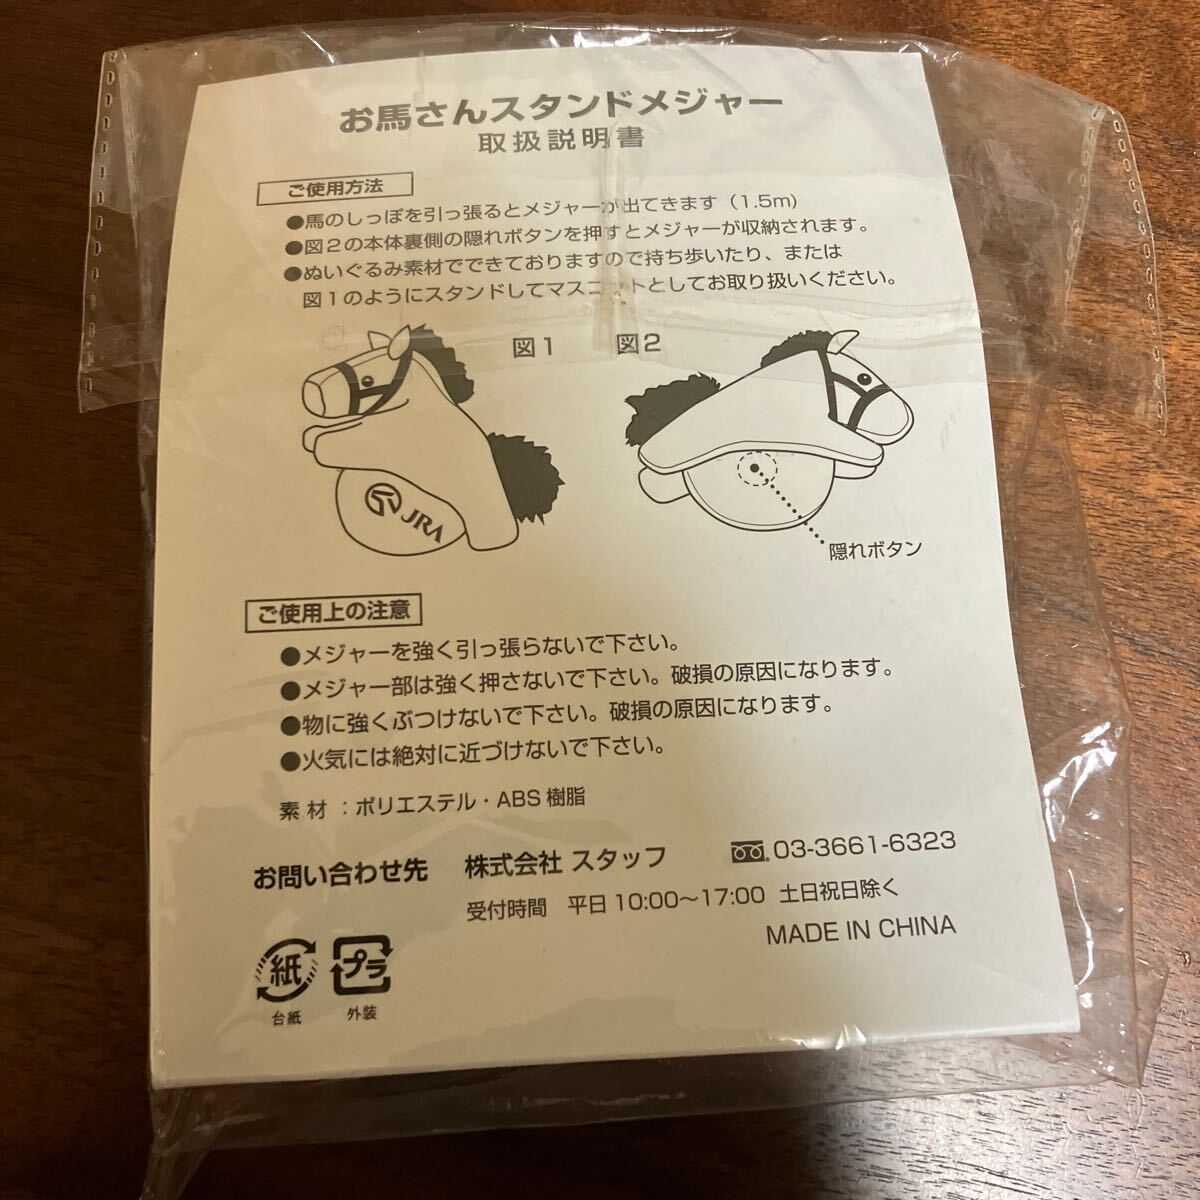 お馬さんスタンドメジャー
取扱説明書
ご使用方法
●馬のしっぽを引っ張るとメジャーが出てきます（1.5m）
●図2の本体裏側の隠れボタンを押すとメジャーが収納されます。
●ぬいぐるみ素材でできておりますので持ち歩いたり、または
図1のようにスタンドしてマスコットとしてお取り扱いください。
図1 図2
JRA
隠れボタン
ご使用上の注意
●メジャーを強く引っ張らないで下さい。
●メジャー部は強く押さないで下さい。破損の原因になります。
●物に強くぶつけないで下さい。破損の原因になります。
●火気には絶対に近づけないで下さい。
素材：ポリエステル・ABS樹脂
お問い合わせ先 株式会社 スタッフ 03-3661-6323
受付時間 平日10:00〜17:00 土日祝日除く
MADE IN CHINA
紙 プラ
台紙 外装